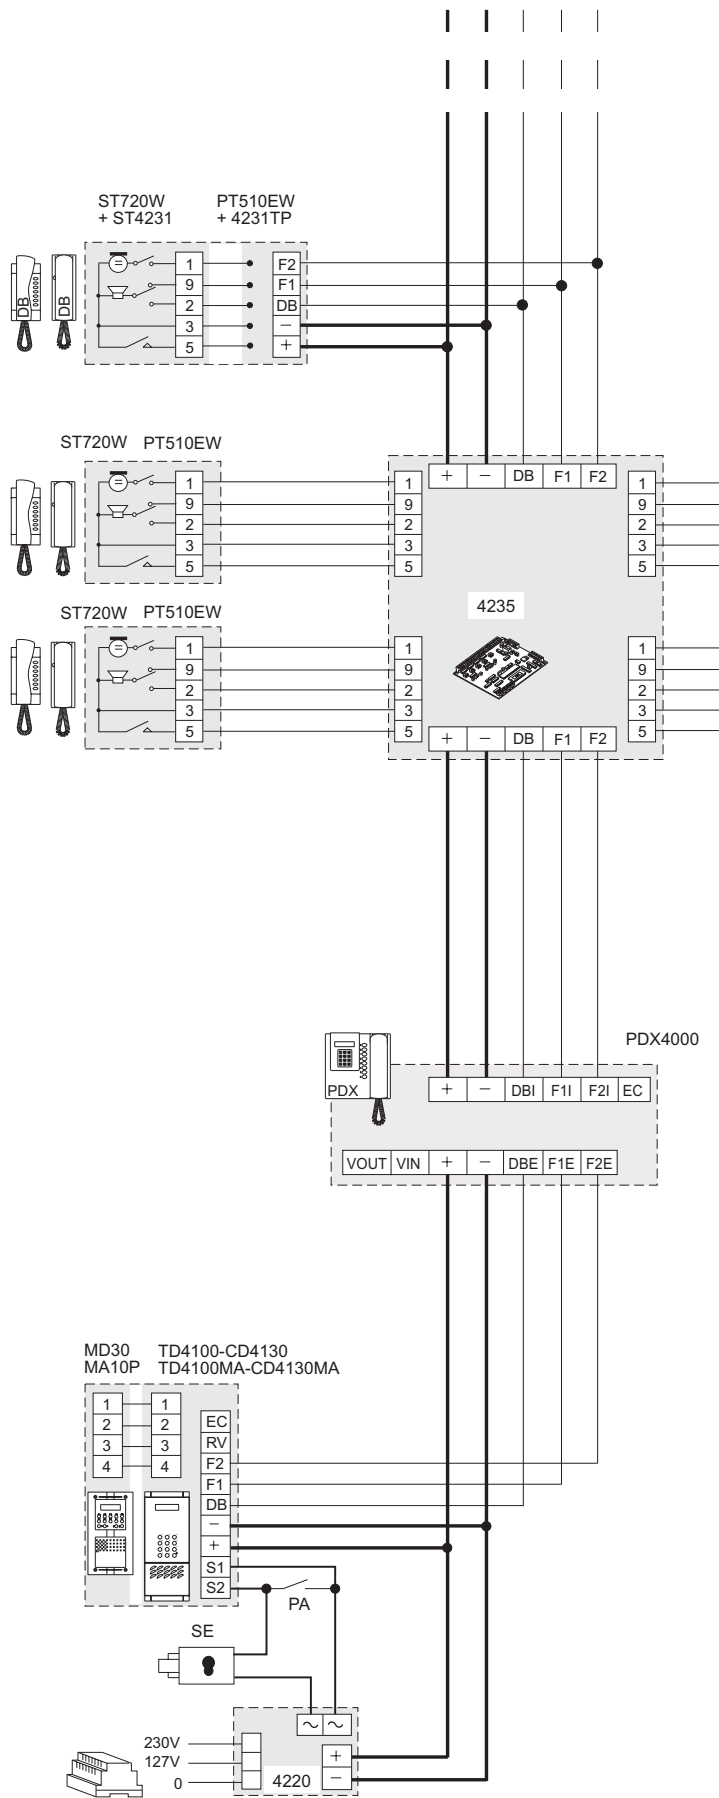 ST720W PT510EW
+ ST4231 + 4231TP
DB DB
1 F2
9 F1
2 DB
3 −
5 +
ST720W PT510EW
1
9
2
3
5
+ − DB F1 F2
1 1
9 9
2 2
3 3
5 5
4235
ST720W PT510EW
1
9
2
3
5
1 1
9 9
2 2
3 3
5 5
+ − DB F1 F2
PDX4000
PDX
+ − DBI F1I F2I EC
VOUT VIN + − DBE F1E F2E
MD30 TD4100-CD4130
MA10P TD4100MA-CD4130MA
1 1
2 2
3 3
4 4
EC
RV
F2
F1
DB
−
+
S1
S2
PA
SE
~ ~
230V
127V
0
+
−
4220